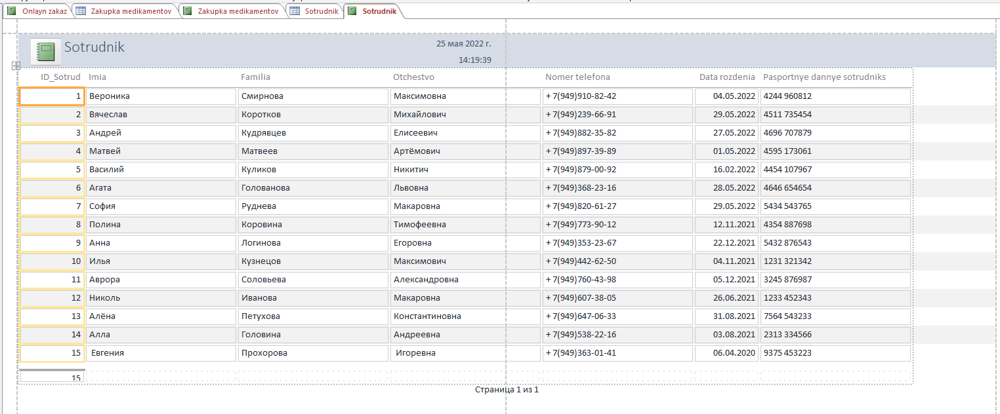 Onlayn zakaz Zakupka medikamentov Zakupka medikamentov Sotrudnik Sotrudnik
Sotrudnik 25 мая 2022 г.
14:19:39
ID_Sotrud Imia Familia Otchestvo Nomer telefona Data rozdenia Pasportnye dannye sotrudniks
1 Вероника Смирнова Максимовна +7(949)910-82-42 04.05.2022 4244 960812
2 Вячеслав Коротков Михайлович +7(949)239-66-91 29.05.2022 4511 735454
3 Андрей Кудрявцев Елисеевич +7(949)882-35-82 27.05.2022 4696 707879
4 Матвей Матвеев Артёмович +7(949)897-39-89 01.05.2022 4595 173061
5 Василий Куликов Никитич +7(949)879-00-92 16.02.2022 4454 107967
6 Агата Голованова Львовна +7(949)368-23-16 28.05.2022 4646 654654
7 София Руднева Макаровна +7(949)820-61-27 29.05.2022 5434 543765
8 Полина Коровина Тимофеевна +7(949)773-90-12 12.11.2021 4354 887698
9 Анна Логинова Егоровна +7(949)353-23-67 22.12.2021 5432 876543
10 Илья Кузнецов Максимович +7(949)442-62-50 04.11.2021 1231 321342
11 Аврора Соловьева Александровна +7(949)760-43-98 05.12.2021 3245 876987
12 Николь Иванова Макаровна +7(949)607-38-05 26.06.2021 1233 452343
13 Алёна Петухова Константиновна +7(949)647-06-33 31.08.2021 7564 543233
14 Алла Головина Андреевна +7(949)538-22-16 03.08.2021 2313 334566
15 Евгения Прохорова Игоревна +7(949)363-01-41 06.04.2020 9375 453223
15
Страница 1 из 1